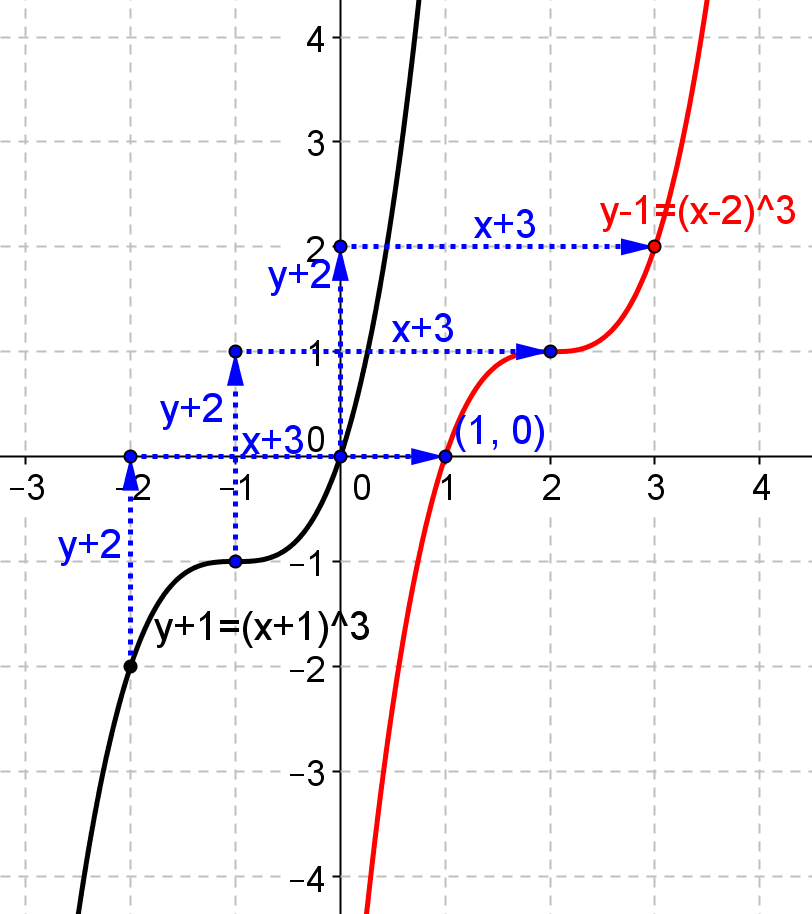 4
3
y-1=(x-2)^3
x+3
2
y+2
x+3
1
y+2
(1, 0)
x+3
0
−3
−2
−1
0
1
2
3
4
y+2
−1
y+1=(x+1)^3
−2
−3
−4